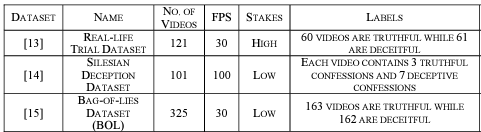 DATASET NAME NO. OF VIDEOS FPS STAKES LABELS
[13] REAL-LIFE TRIAL DATASET 121 30 HIGH 60 VIDEOS ARE TRUTHFUL WHILE 61 ARE DECEITFUL
[14] SILESIAN DECEPTION DATASET 101 100 LOW EACH VIDEO CONTAINS 3 TRUTHFUL CONFESSIONS AND 7 DECEPTIVE CONFESSIONS
[15] BAG-OF-LIES DATASET (BOL) 325 30 LOW 163 VIDEOS ARE TRUTHFUL WHILE 162 ARE DECEITFUL